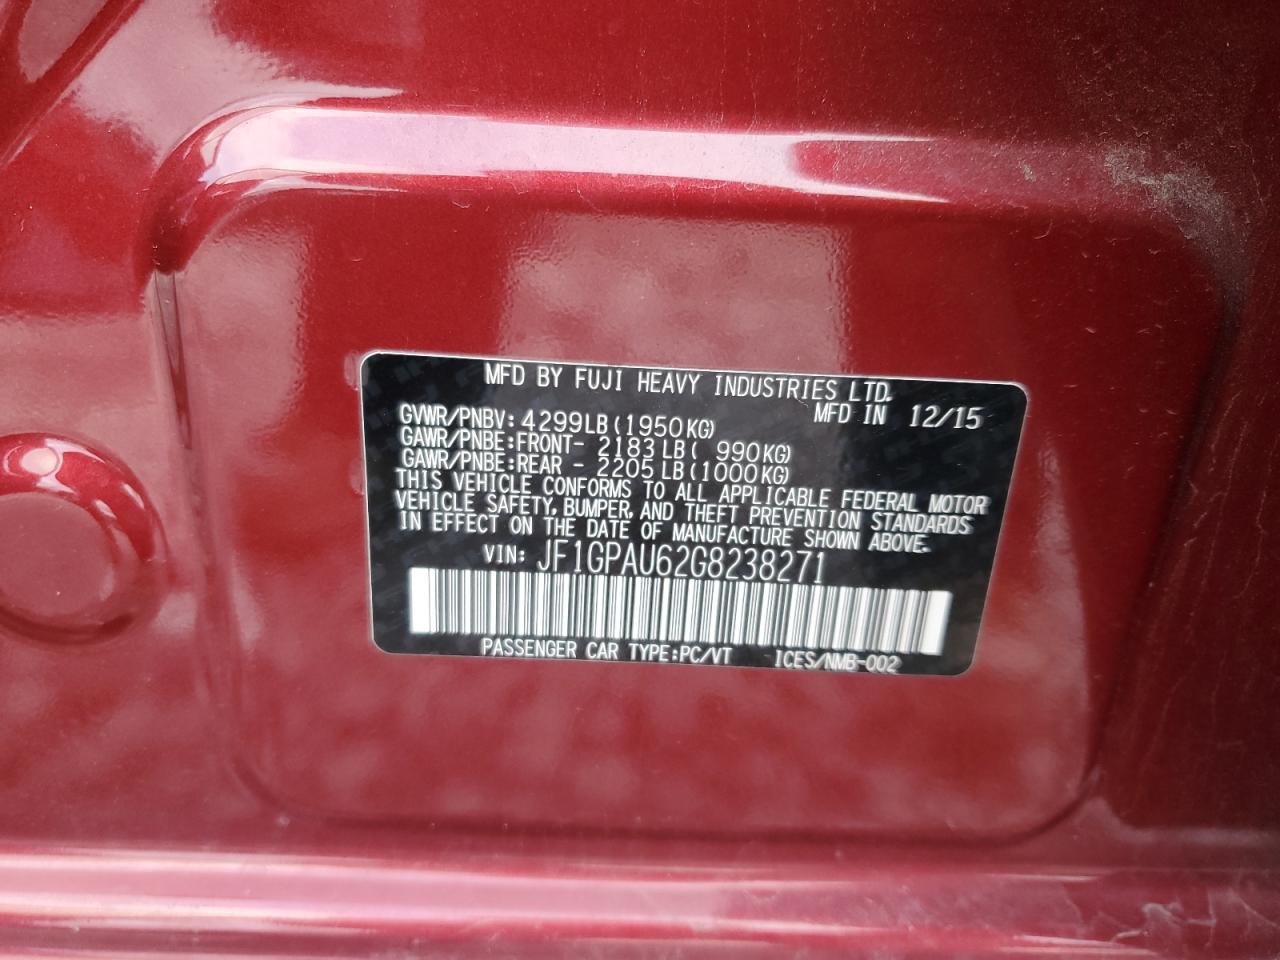 MFD BY FUJI HEAVY INDUSTRIES LTD.
MFD IN 12/15
GVWR/PNBV: 4299LB(1950KG)
GAWR/PNBE:FRONT- 2183LB( 990KG)
GAWR/PNBE:REAR - 2205LB(1000KG)
THIS VEHICLE CONFORMS TO ALL APPLICABLE FEDERAL MOTOR
VEHICLE SAFETY, BUMPER, AND THEFT PREVENTION STANDARDS
IN EFFECT ON THE DATE OF MANUFACTURE SHOWN ABOVE.
VIN: JF1GPAU62G8238271
PASSENGER CAR TYPE:PC/VT ICES/NMB-002